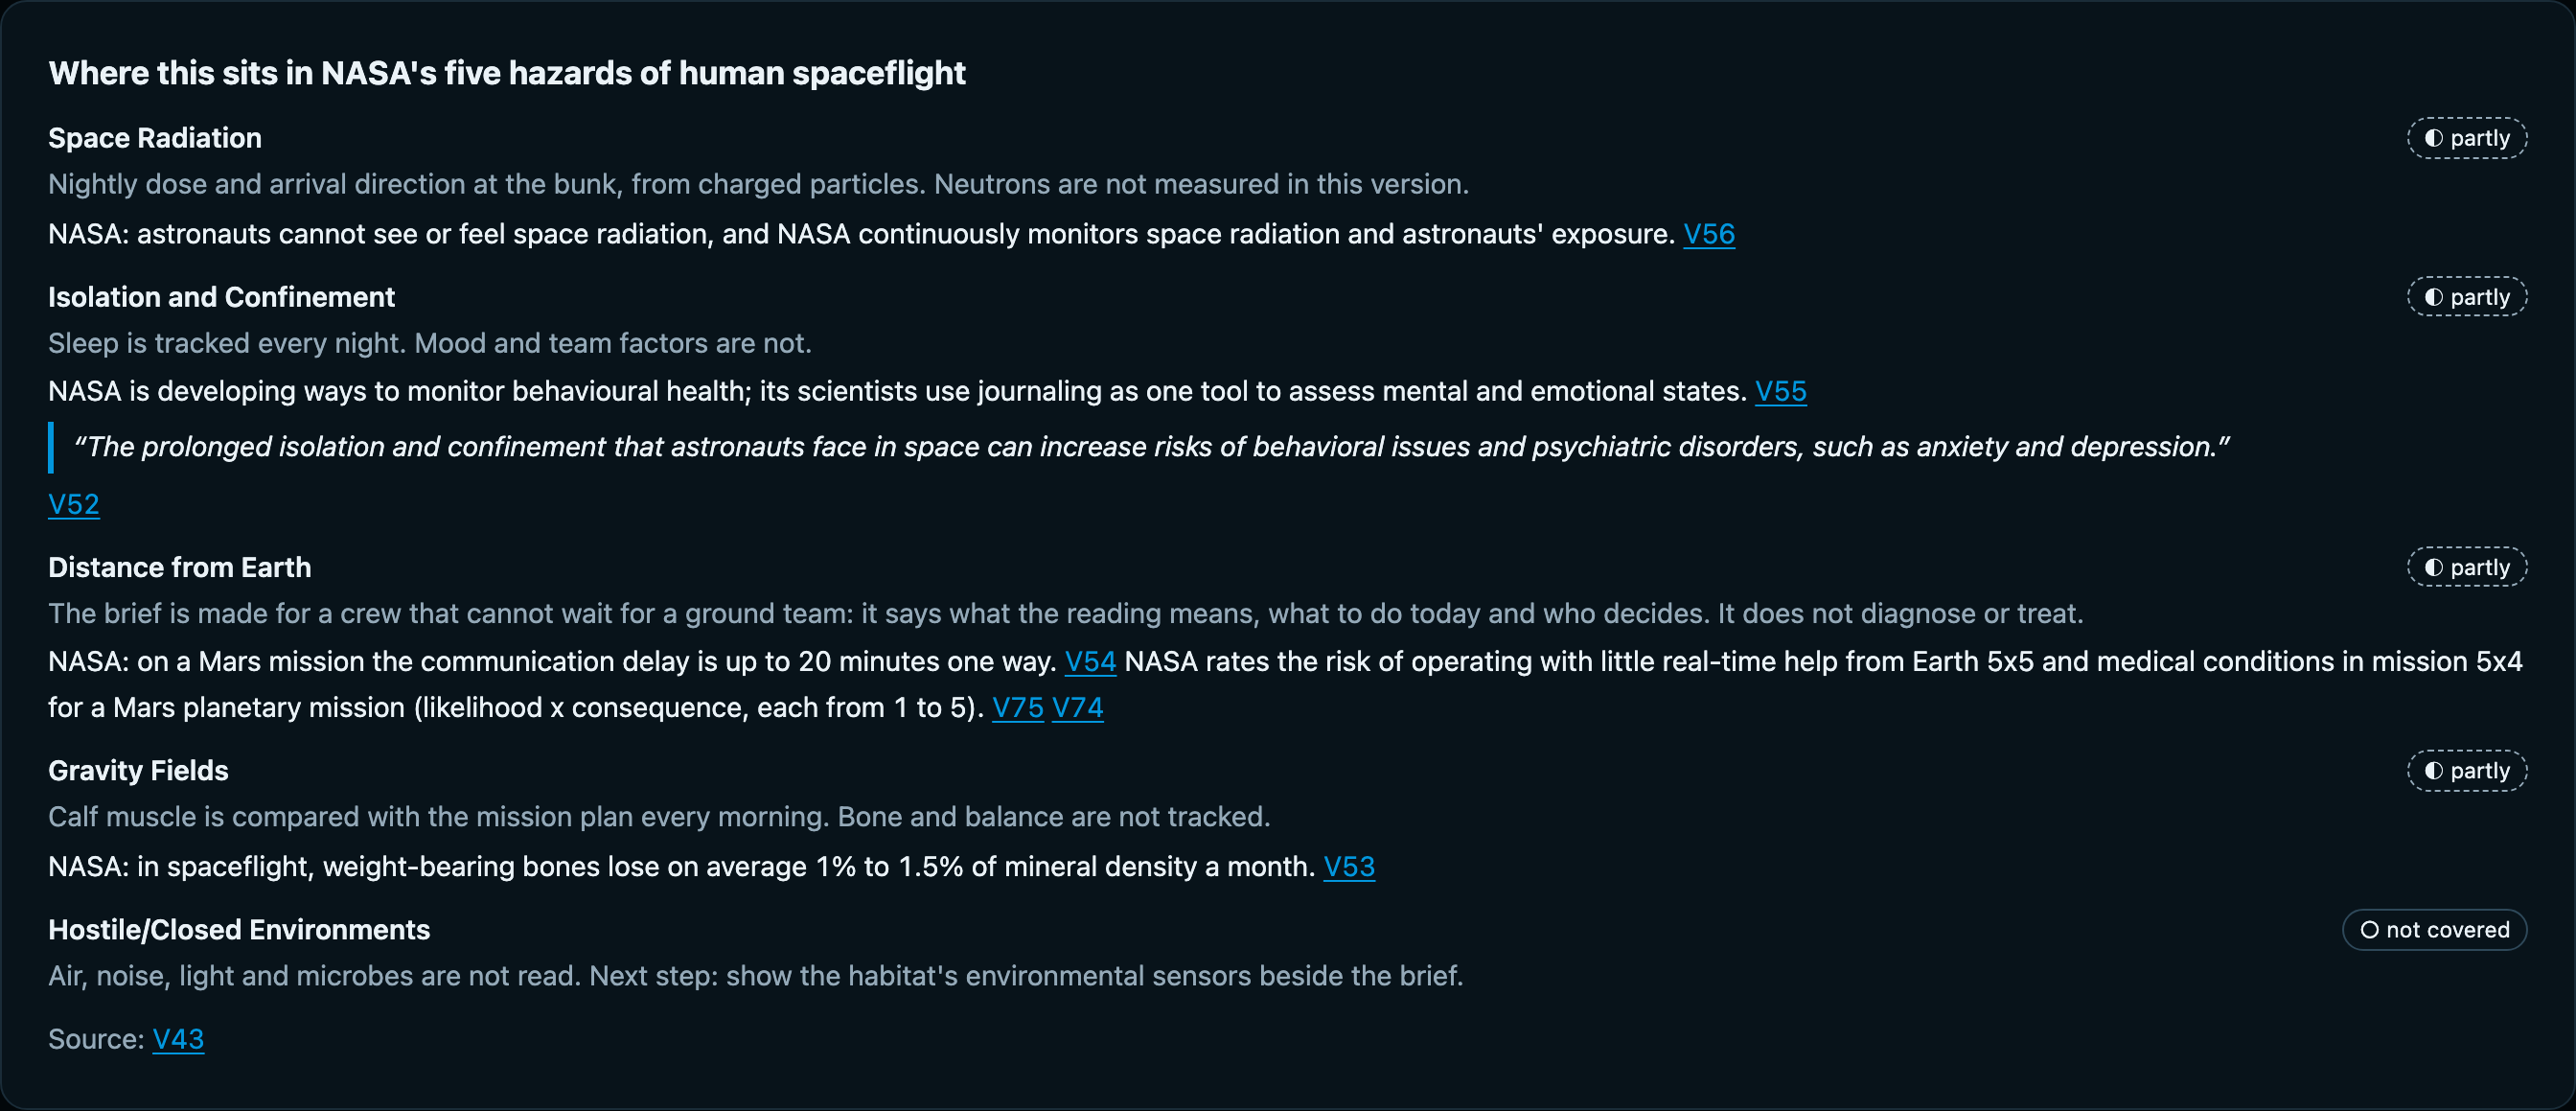 Where this sits in NASA's five hazards of human spaceflight
Space Radiation
partly
Nightly dose and arrival direction at the bunk, from charged particles. Neutrons are not measured in this version.
NASA: astronauts cannot see or feel space radiation, and NASA continuously monitors space radiation and astronauts' exposure. V56
Isolation and Confinement
partly
Sleep is tracked every night. Mood and team factors are not.
NASA is developing ways to monitor behavioural health; its scientists use journaling as one tool to assess mental and emotional states. V55
“The prolonged isolation and confinement that astronauts face in space can increase risks of behavioral issues and psychiatric disorders, such as anxiety and depression.”
V52
Distance from Earth
partly
The brief is made for a crew that cannot wait for a ground team: it says what the reading means, what to do today and who decides. It does not diagnose or treat.
NASA: on a Mars mission the communication delay is up to 20 minutes one way. V54 NASA rates the risk of operating with little real-time help from Earth 5x5 and medical conditions in mission 5x4
for a Mars planetary mission (likelihood x consequence, each from 1 to 5). V75 V74
Gravity Fields
partly
Calf muscle is compared with the mission plan every morning. Bone and balance are not tracked.
NASA: in spaceflight, weight-bearing bones lose on average 1% to 1.5% of mineral density a month. V53
Hostile/Closed Environments
not covered
Air, noise, light and microbes are not read. Next step: show the habitat's environmental sensors beside the brief.
Source: V43